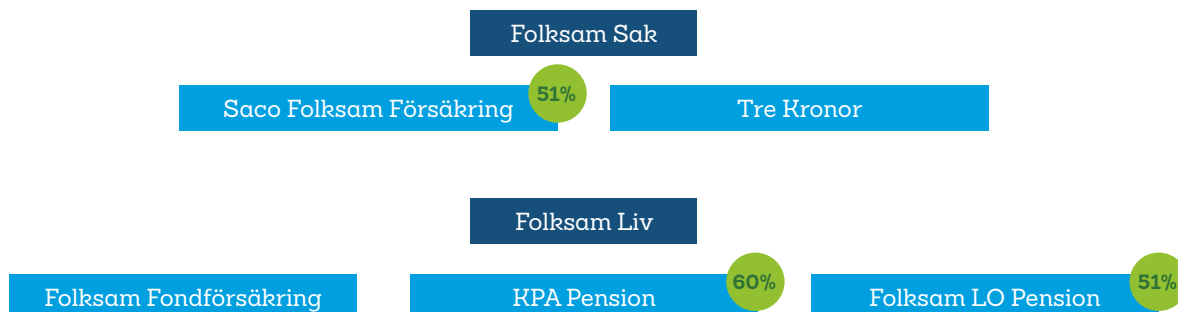 Folksam Sak
Saco Folksam Försäkring
51%
Tre Kronor
Folksam Liv
Folksam Fondförsäkring
KPA Pension
60%
Folksam LO Pension
51%